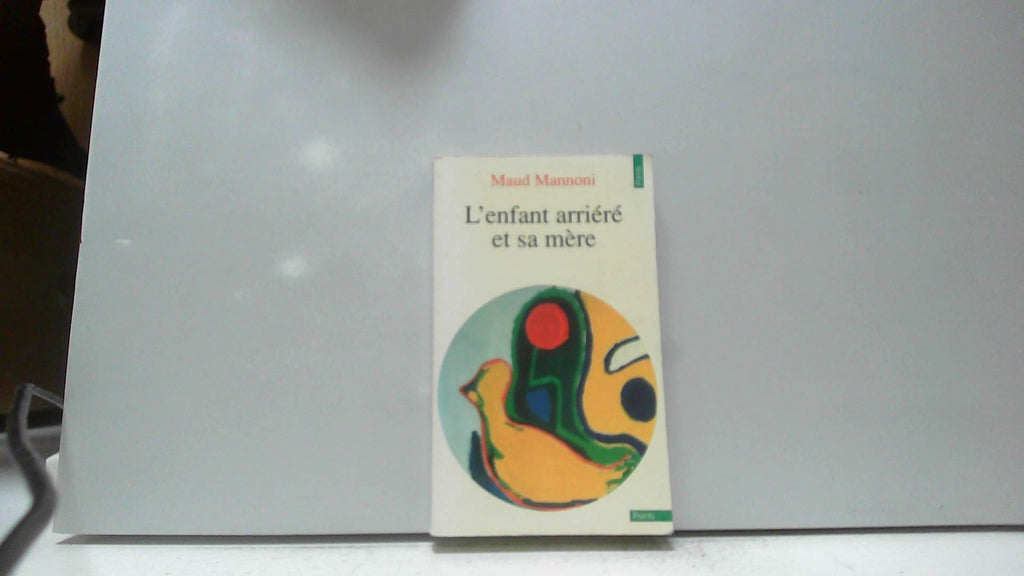 Maud Mannoni
L'enfant arriéré
et sa mère
Points